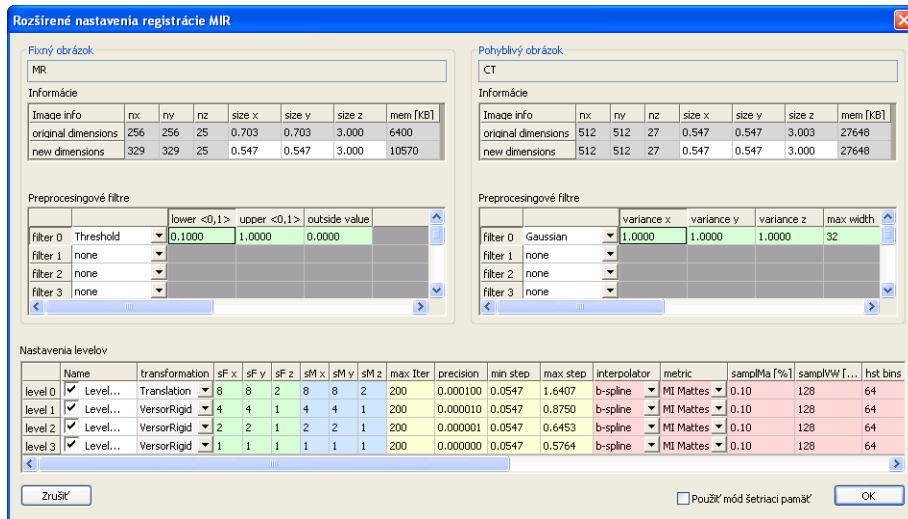 Rozšírené nastavenia registrácie MIR
Fixný obrázok
MR
Informácie
Image info nx ny nz size x size y size z mem [KB]
original dimensions 256 256 25 0.703 0.703 3.000 6400
new dimensions 329 329 25 0.547 0.547 3.000 10570
Preprocesingové filtre
lower <0,1> upper <0,1> outside value
filter 0 Threshold 0.1000 1.0000 0.0000
filter 1 none
filter 2 none
filter 3 none
Pohyblivý obrázok
CT
Informácie
Image info nx ny nz size x size y size z mem [KB]
original dimensions 512 512 27 0.547 0.547 3.003 27648
new dimensions 512 512 27 0.547 0.547 3.000 27648
Preprocesingové filtre
variance x variance y variance z max width
filter 0 Gaussian 1.0000 1.0000 1.0000 32
filter 1 none
filter 2 none
filter 3 none
Nastavenia levelov
Name transformation sF x sF y sF z sM x sM y sM z max Iter precision min step max step interpolator metric samplMa [%] samplVW [... hst bins
level 0 Level... Translation 8 8 2 8 8 2 200 0.000100 0.0547 1.6407 b-spline MI Mattes 0.10 128 64
level 1 Level... VersorRigid 4 4 1 4 4 1 200 0.000010 0.0547 0.8750 b-spline MI Mattes 0.10 128 64
level 2 Level... VersorRigid 2 2 1 2 2 1 200 0.000001 0.0547 0.6453 b-spline MI Mattes 0.10 128 64
level 3 Level... VersorRigid 1 1 1 1 1 1 200 0.000000 0.0547 0.5764 b-spline MI Mattes 0.10 128 64
Zrušiť
Použiť mód šetriaci pamäť
OK